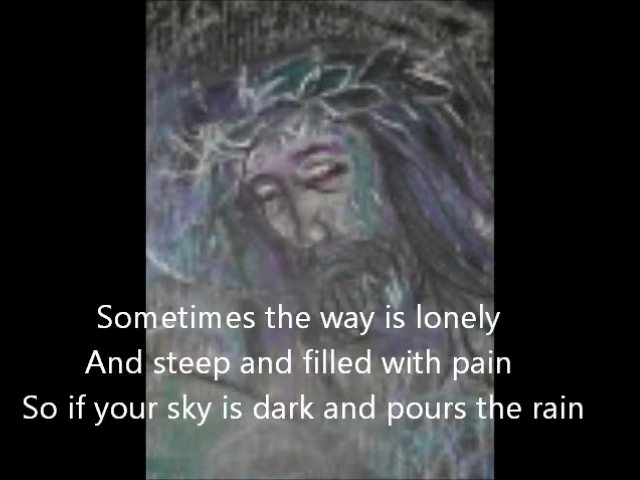 Sometimes the way is lonely
And steep and filled with pain
So if your sky is dark and pours the rain